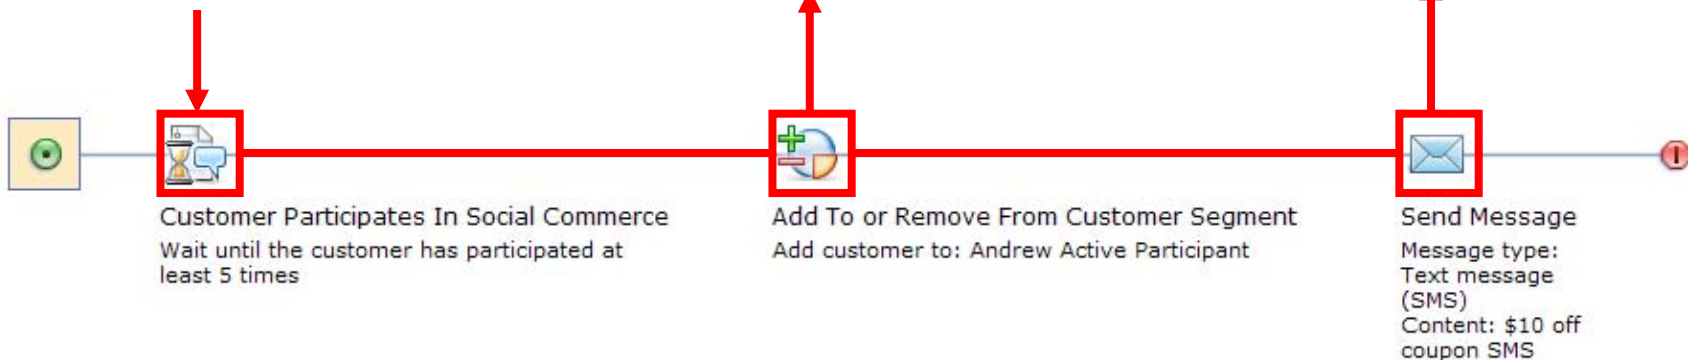 Customer Participates In Social Commerce
Wait until the customer has participated at
least 5 times
Add To or Remove From Customer Segment
Add customer to: Andrew Active Participant
Send Message
Message type:
Text message
(SMS)
Content: $10 off
coupon SMS